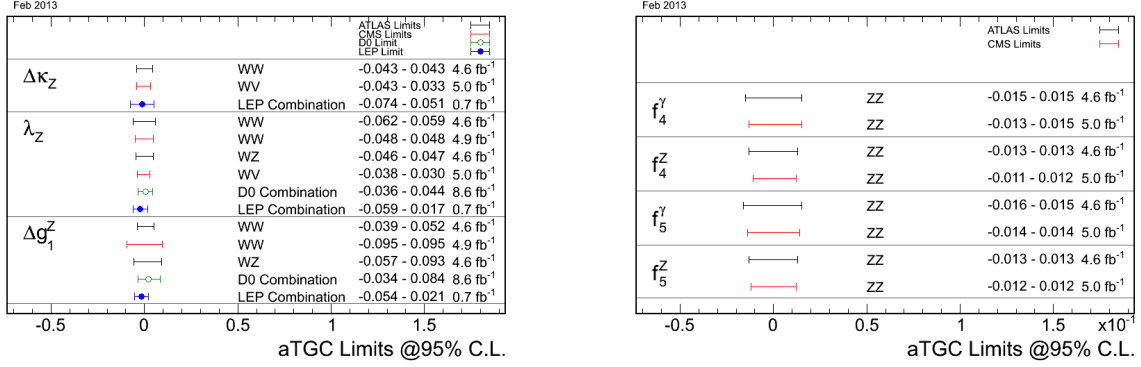 Feb 2013
ATLAS Limits
CMS Limits
D0 Limit
LEP Limit
Δκ_Z WW -0.043 - 0.043 4.6 fb⁻¹
WV -0.043 - 0.033 5.0 fb⁻¹
LEP Combination -0.074 - 0.051 0.7 fb⁻¹
λ_Z WW -0.062 - 0.059 4.6 fb⁻¹
WW -0.048 - 0.048 4.9 fb⁻¹
WZ -0.046 - 0.047 4.6 fb⁻¹
WV -0.038 - 0.030 5.0 fb⁻¹
D0 Combination -0.036 - 0.044 8.6 fb⁻¹
LEP Combination -0.059 - 0.017 0.7 fb⁻¹
Δg₁^Z WW -0.039 - 0.052 4.6 fb⁻¹
WW -0.095 - 0.095 4.9 fb⁻¹
WZ -0.057 - 0.093 4.6 fb⁻¹
D0 Combination -0.034 - 0.084 8.6 fb⁻¹
LEP Combination -0.054 - 0.021 0.7 fb⁻¹
-0.5 0 0.5 1 1.5
aTGC Limits @95% C.L.
Feb 2013
ATLAS Limits
CMS Limits
f₄^γ ZZ -0.015 - 0.015 4.6 fb⁻¹
ZZ -0.013 - 0.015 5.0 fb⁻¹
f₄^Z ZZ -0.013 - 0.013 4.6 fb⁻¹
ZZ -0.011 - 0.012 5.0 fb⁻¹
f₅^γ ZZ -0.016 - 0.015 4.6 fb⁻¹
ZZ -0.014 - 0.014 5.0 fb⁻¹
f₅^Z ZZ -0.013 - 0.013 4.6 fb⁻¹
ZZ -0.012 - 0.012 5.0 fb⁻¹
-0.5 0 0.5 1 1.5 x10⁻¹
aTGC Limits @95% C.L.